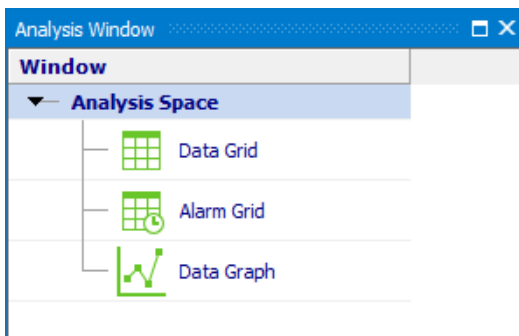 Analysis Window
Window
Analysis Space
Data Grid
Alarm Grid
Data Graph